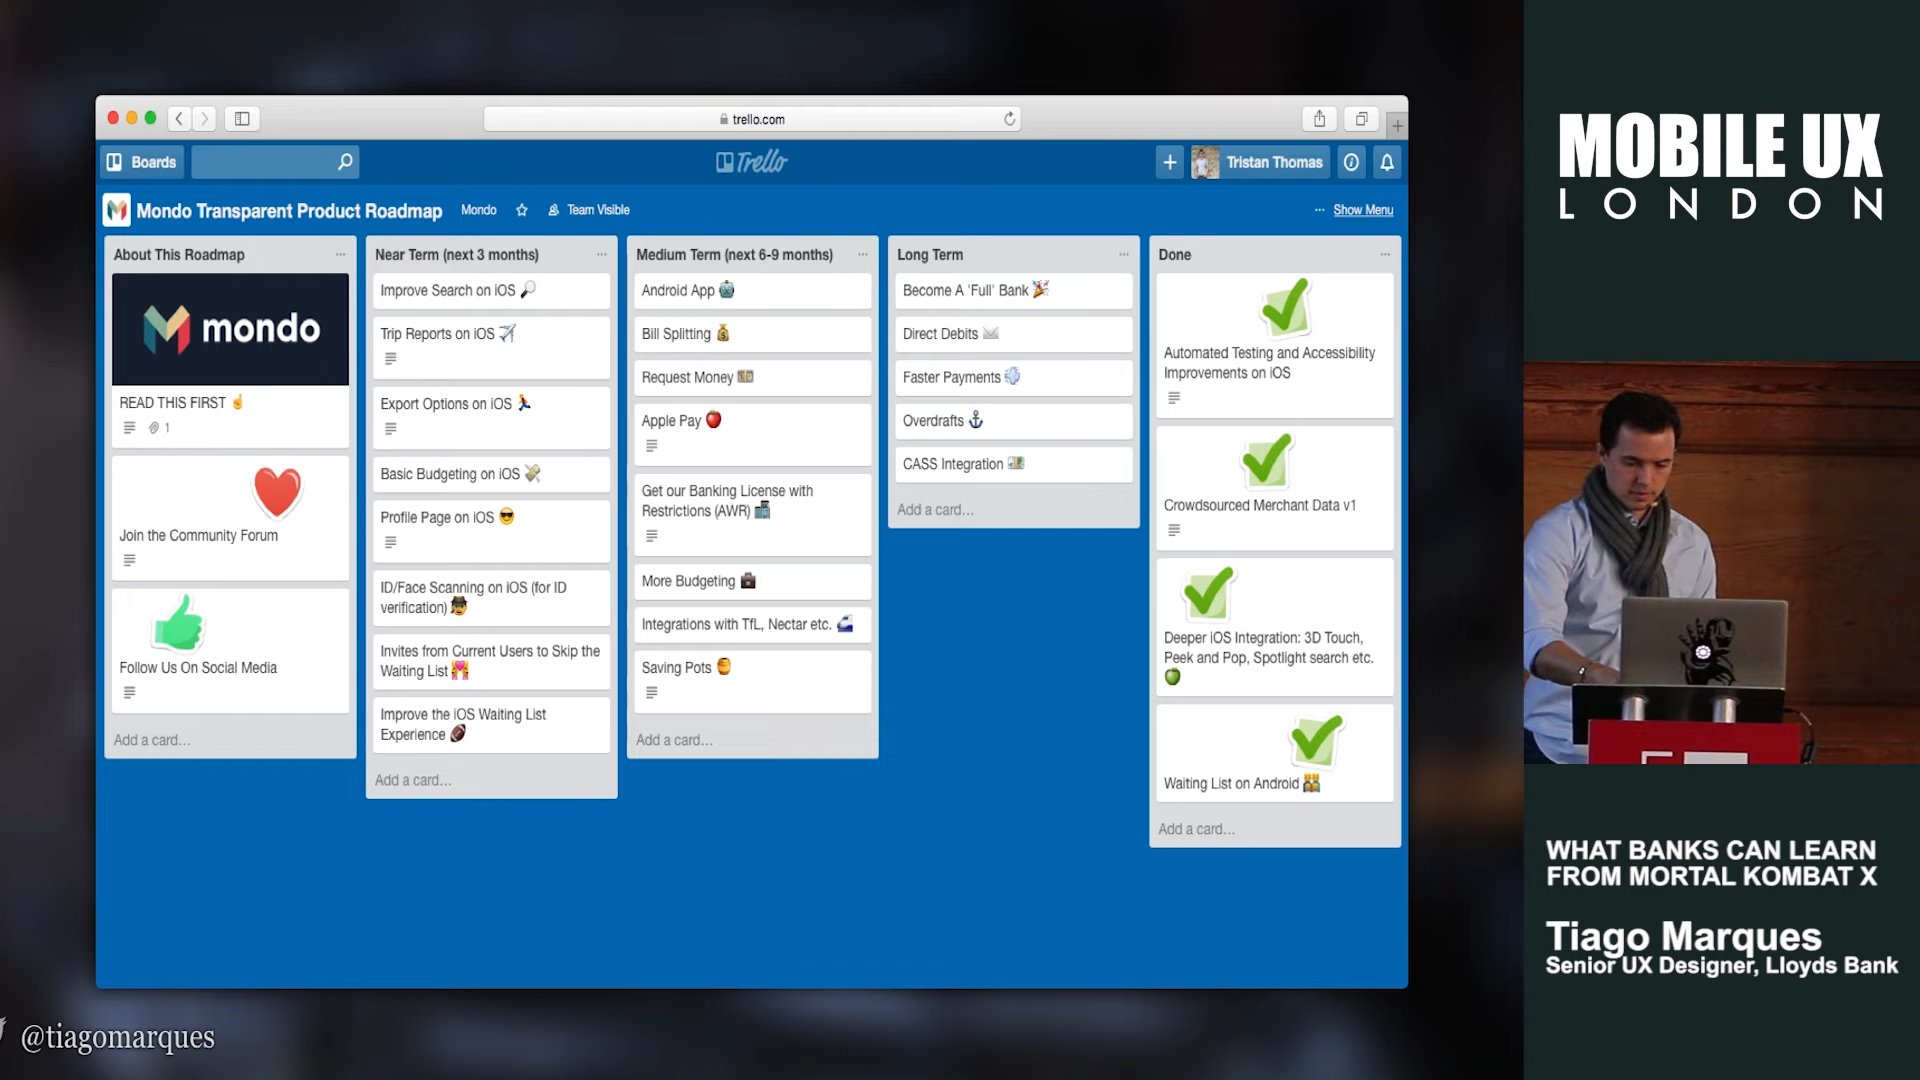 trello.com
Boards
Trello
Tristan Thomas
Mondo Transparent Product Roadmap
Mondo
Team Visible
Show Menu
About This Roadmap
mondo
READ THIS FIRST
1
Join the Community Forum
Follow Us On Social Media
Add a card...
Near Term (next 3 months)
Improve Search on iOS
Trip Reports on iOS
Export Options on iOS
Basic Budgeting on iOS
Profile Page on iOS
ID/Face Scanning on iOS (for ID
verification)
Invites from Current Users to Skip the
Waiting List
Improve the iOS Waiting List
Experience
Add a card...
Medium Term (next 6-9 months)
Android App
Bill Splitting
Request Money
Apple Pay
Get our Banking License with
Restrictions (AWR)
More Budgeting
Integrations with TfL, Nectar etc.
Saving Pots
Add a card...
Long Term
Become A 'Full' Bank
Direct Debits
Faster Payments
Overdrafts
CASS Integration
Add a card...
Done
Automated Testing and Accessibility
Improvements on iOS
Crowdsourced Merchant Data v1
Deeper iOS Integration: 3D Touch,
Peek and Pop, Spotlight search etc.
Waiting List on Android
Add a card...
@tiagomarques
MOBILE UX
LONDON
WHAT BANKS CAN LEARN
FROM MORTAL KOMBAT X
Tiago Marques
Senior UX Designer, Lloyds Bank